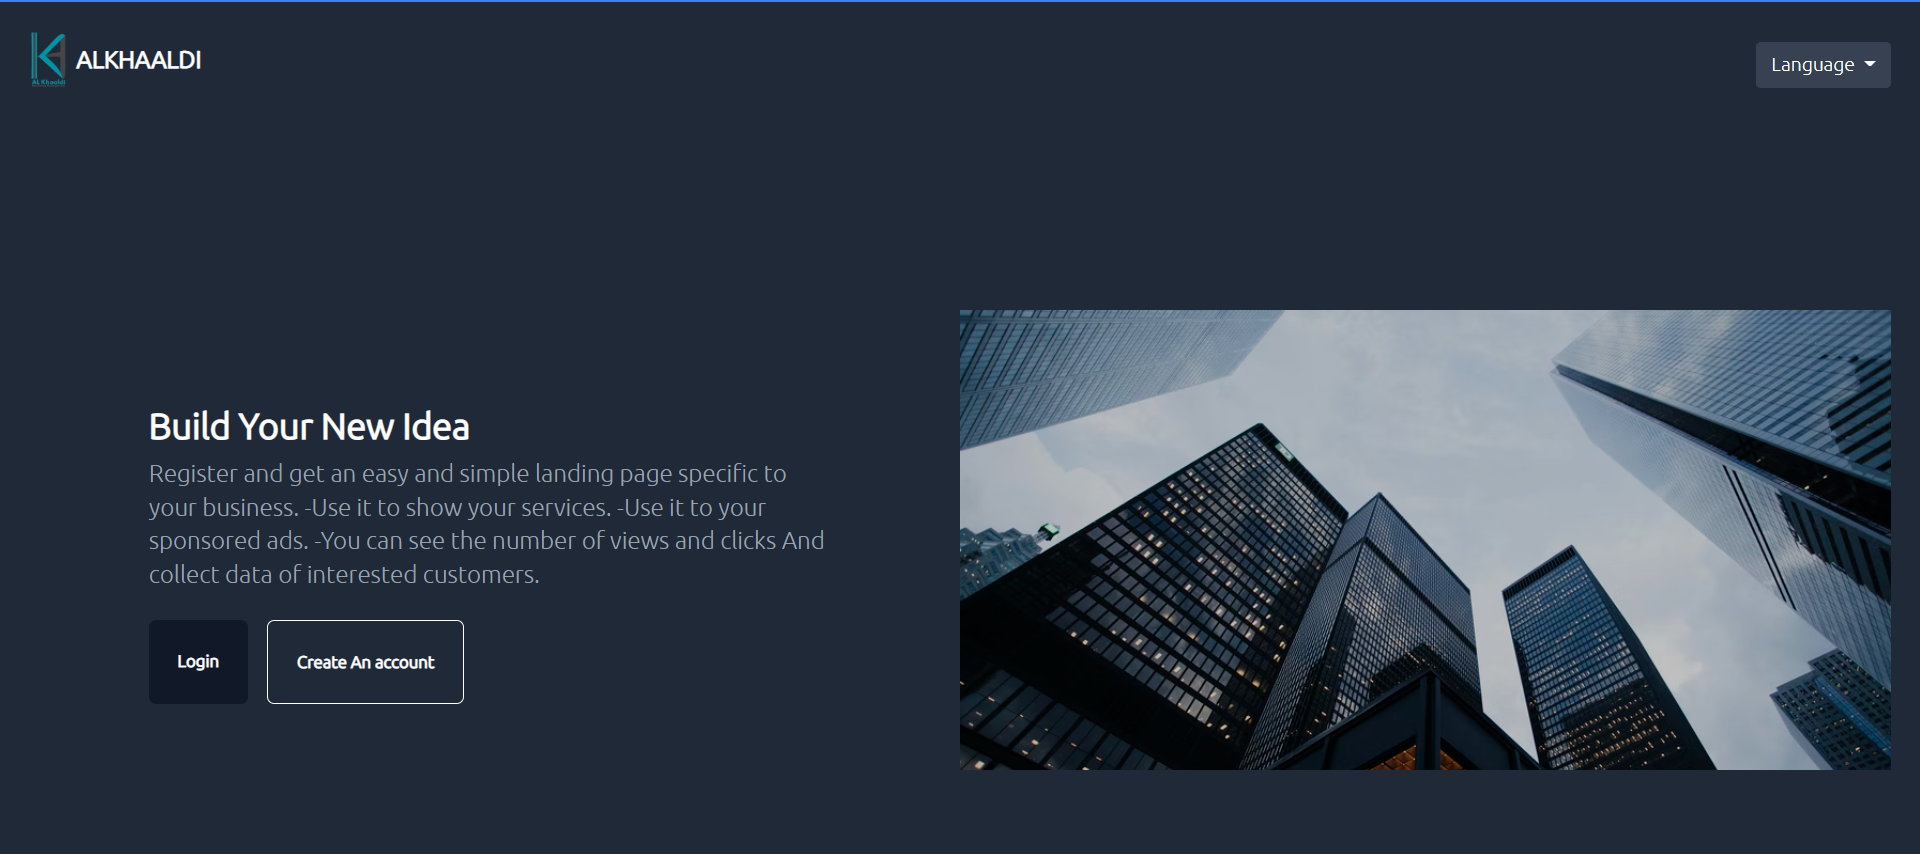 ALKhaaldi
ALKHAALDI
Language
Build Your New Idea
Register and get an easy and simple landing page specific to
your business. -Use it to show your services. -Use it to your
sponsored ads. -You can see the number of views and clicks And
collect data of interested customers.
Login
Create An account